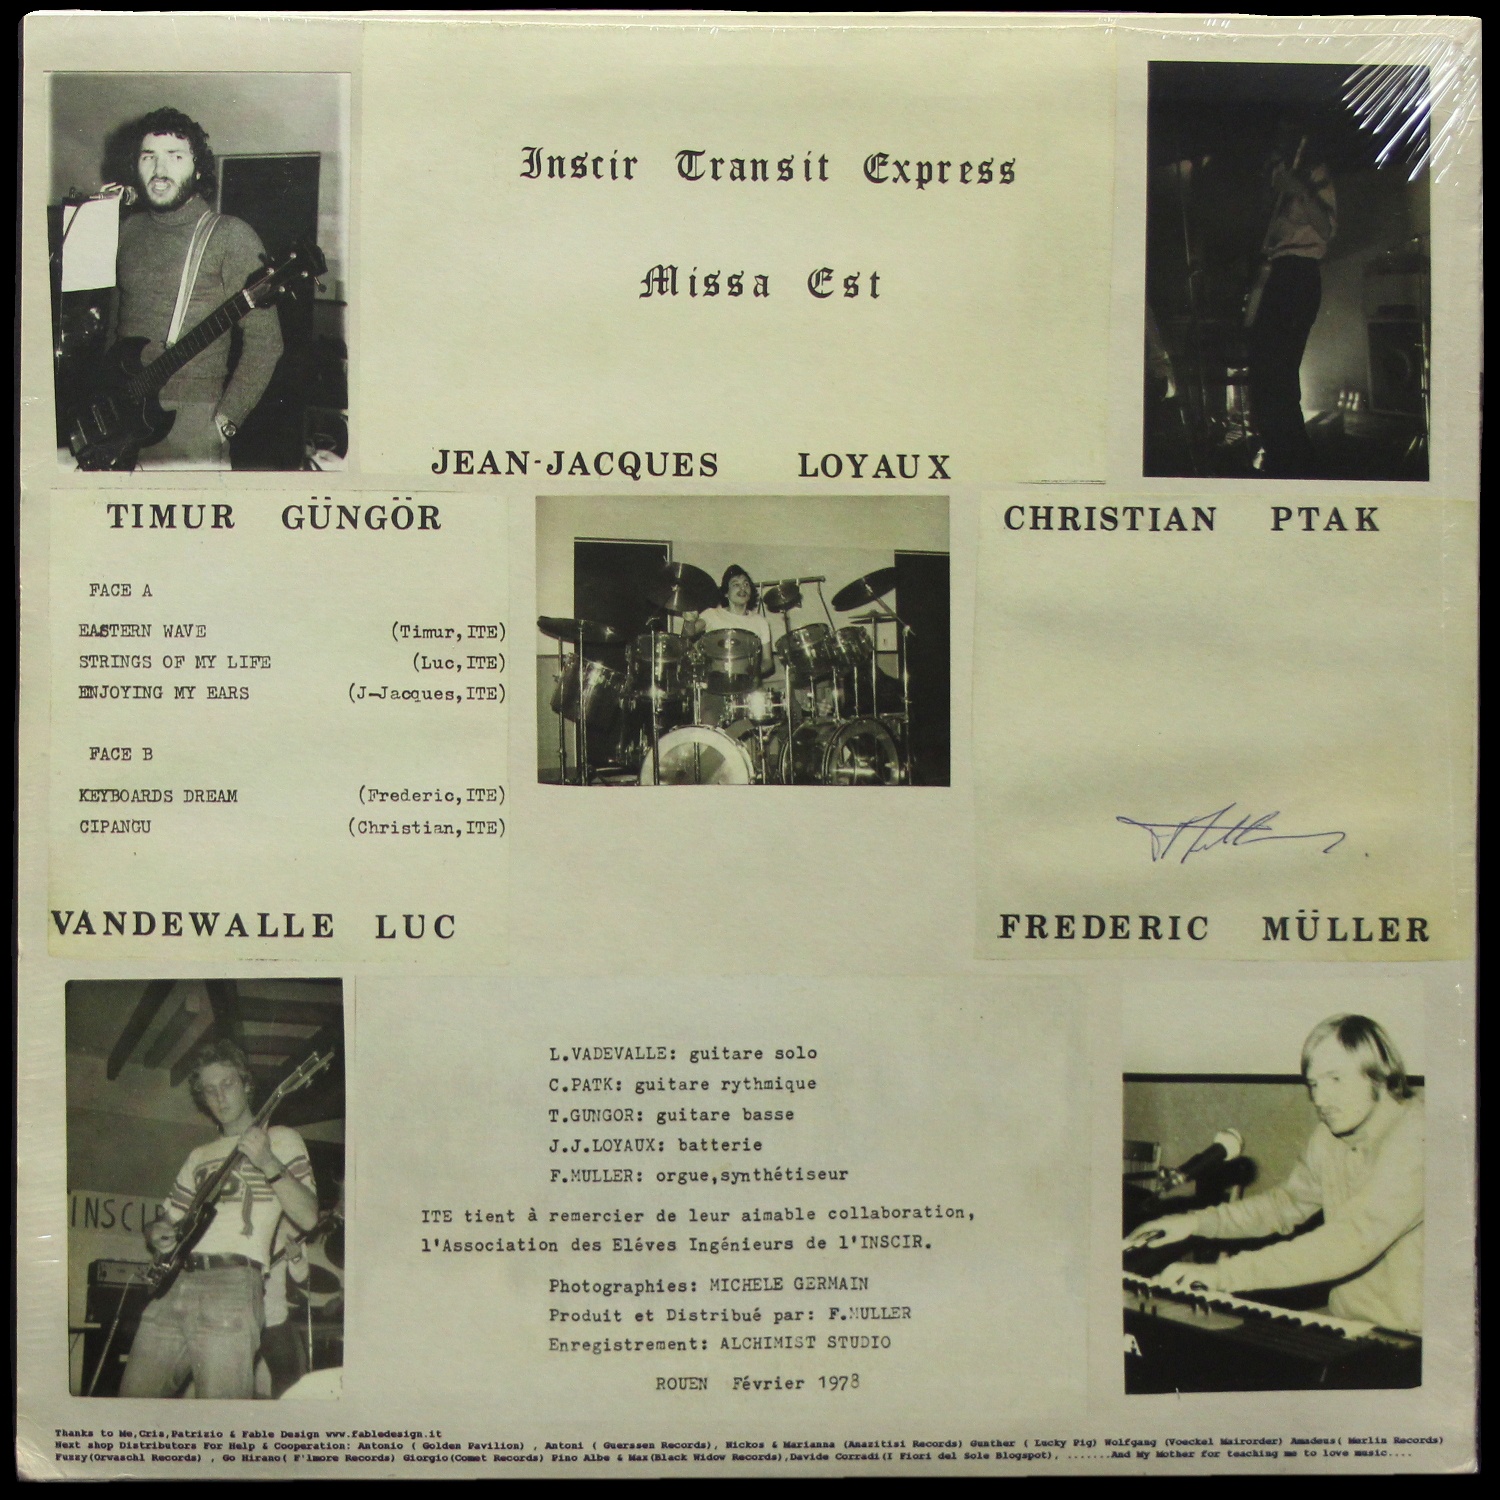 Inscir Transit Express
Missa Est
JEAN-JACQUES LOYAUX
TIMUR GÜNGÖR
CHRISTIAN PTAK
FACE A
EASTERN WAVE (Timur,ITE)
STRINGS OF MY LIFE (Luc,ITE)
ENJOYING MY EARS (J-Jacques,ITE)
FACE B
KEYBOARDS DREAM (Frederic,ITE)
CIPANGU (Christian,ITE)
VANDEWALLE LUC
FREDERIC MÜLLER
INSCIR
L.VADEVALLE: guitare solo
C.PATK: guitare rythmique
T.GUNGOR: guitare basse
J.J.LOYAUX: batterie
F.MULLER: orgue,synthétiseur
ITE tient à remercier de leur aimable collaboration,
l'Association des Eléves Ingénieurs de l'INSCIR.
Photographies: MICHELE GERMAIN
Produit et Distribué par: F.MULLER
Enregistrement: ALCHIMIST STUDIO
ROUEN Février 1978
A
Thanks to Me,Cris,Patrizio & Fable Design www.fabledesign.it
Next shop Distributors For Help & Cooperation: Antonio ( Golden Pavilion) , Antoni ( Guerssen Records), Nickos & Marianna (Anazitisi Records) Gunther ( Lucky Pig) Wolfgang (Voeckel Mairorder) Amadeus( Merlin Records)
Fuzzy(Orwaschl Records) , Go Hirano( F'lmore Records) Giorgio(Comet Records) Pino Albe & Max(Black Widow Records),Davide Corradi(I Fiori del Sole Blogspot), .......And My Mother for teaching me to love music....